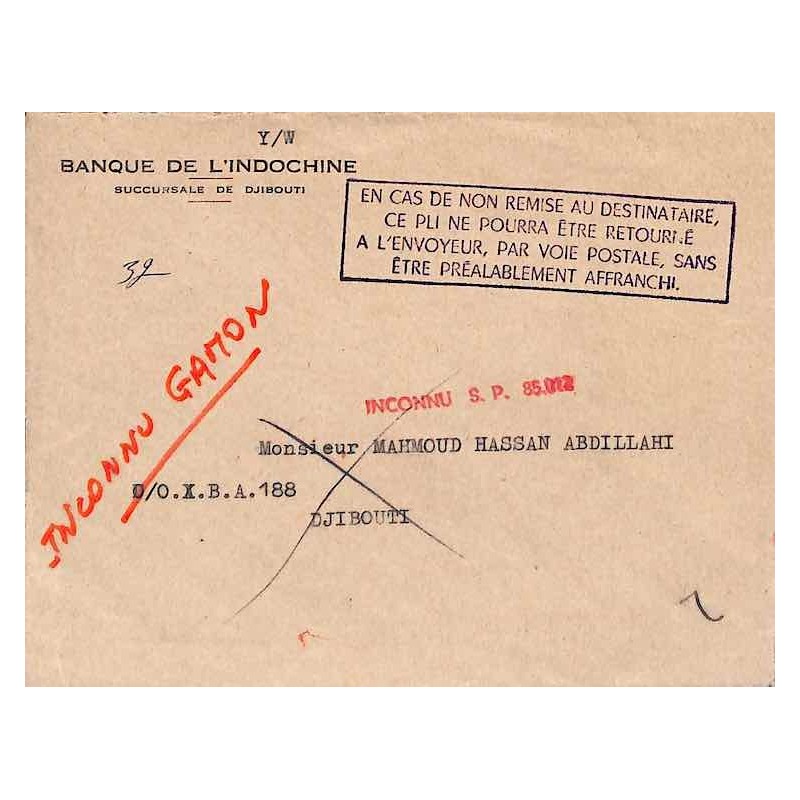 Y/W
BANQUE DE L'INDOCHINE
SUCCURSALE DE DJIBOUTI
EN CAS DE NON REMISE AU DESTINATAIRE,
CE PLI NE POURRA ÊTRE RETOURNÉ
A L'ENVOYEUR, PAR VOIE POSTALE, SANS
ÊTRE PRÉALABLEMENT AFFRANCHI.
INCONNU GAMON
INCONNU S. P.
Monsieur MAHMOUD HASSAN ABDILLAHI
/O.X.B.A.188
DJIBOUTI